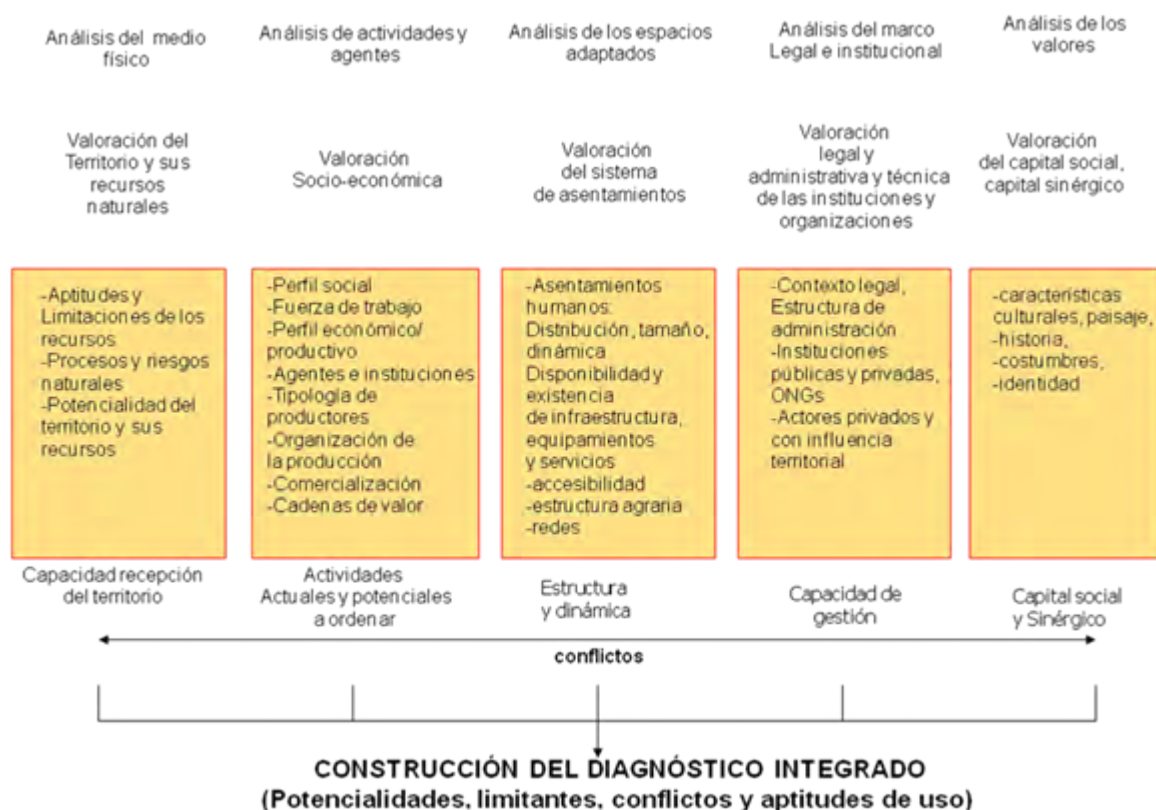 Análisis del medio
físico
Análisis de actividades y
agentes
Análisis de los espacios
adaptados
Análisis del marco
Legal e institucional
Análisis de los
valores
Valoración del
Territorio y sus
recursos
naturales
Valoración
Socio-económica
Valoración
del sistema
de asentamientos
Valoración
legal y
administrativa y técnica
de las instituciones y
organizaciones
Valoración
del capital social,
capital sinérgico
-Aptitudes y
Limitaciones de los
recursos
-Procesos y riesgos
naturales
-Potencialidad del
territorio y sus
recursos
-Perfil social
-Fuerza de trabajo
-Perfil económico/
productivo
-Agentes e instituciones
-Tipología de
productores
-Organización de
la producción
-Comercialización
-Cadenas de valor
-Asentamientos
humanos:
Distribución, tamaño,
dinámica
Disponibilidad y
existencia
de infraestructura,
equipamientos
y servicios
-accesibilidad
-estructura agraria
-redes
-Contexto legal,
Estructura de
administración
-Instituciones
públicas y privadas,
ONGs
-Actores privados y
con influencia
territorial
-características
culturales, paisaje,
-historia,
-costumbres,
-identidad
Capacidad recepción
del territorio
Actividades
Actuales y potenciales
a ordenar
Estructura
y dinámica
Capacidad de
gestión
Capital social
y Sinérgico
conflictos
CONSTRUCCIÓN DEL DIAGNÓSTICO INTEGRADO
(Potencialidades, limitantes, conflictos y aptitudes de uso)